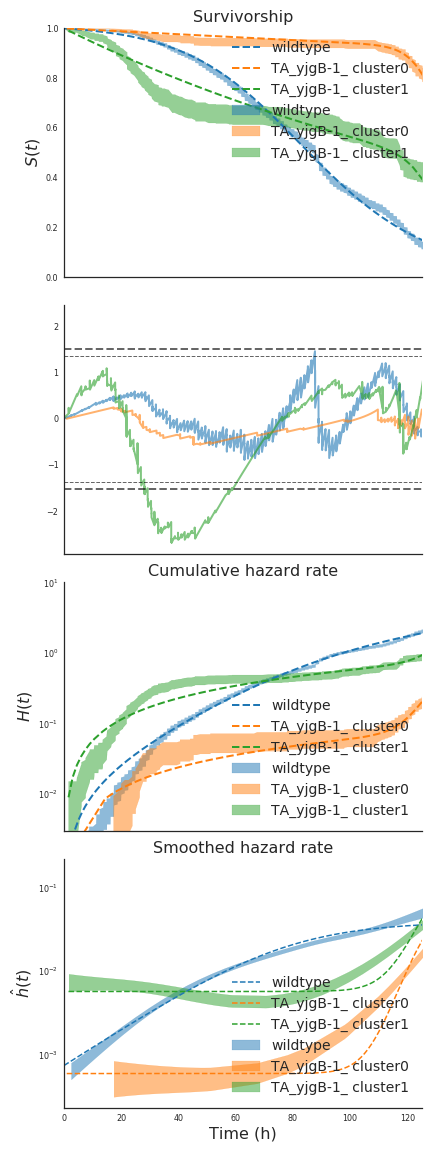 Survivorship
1.0
0.8
0.6
0.4
0.2
0.0
S(t)
wildtype
TA_yjgB-1_ cluster0
TA_yjgB-1_ cluster1
wildtype
TA_yjgB-1_ cluster0
TA_yjgB-1_ cluster1
2
1
0
−1
−2
Cumulative hazard rate
10^1
10^0
10^−1
10^−2
H(t)
wildtype
TA_yjgB-1_ cluster0
TA_yjgB-1_ cluster1
wildtype
TA_yjgB-1_ cluster0
TA_yjgB-1_ cluster1
Smoothed hazard rate
10^−1
10^−2
10^−3
ĥ(t)
wildtype
TA_yjgB-1_ cluster0
TA_yjgB-1_ cluster1
wildtype
TA_yjgB-1_ cluster0
TA_yjgB-1_ cluster1
0 20 40 60 80 100 120
Time (h)